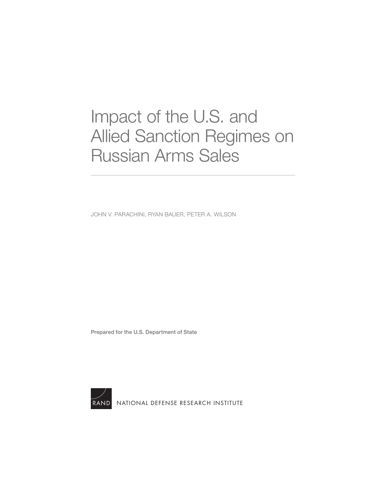 Impact of the U.S. and
Allied Sanction Regimes on
Russian Arms Sales
JOHN V. PARACHINI, RYAN BAUER, PETER A. WILSON
Prepared for the U.S. Department of State
RAND
NATIONAL DEFENSE RESEARCH INSTITUTE